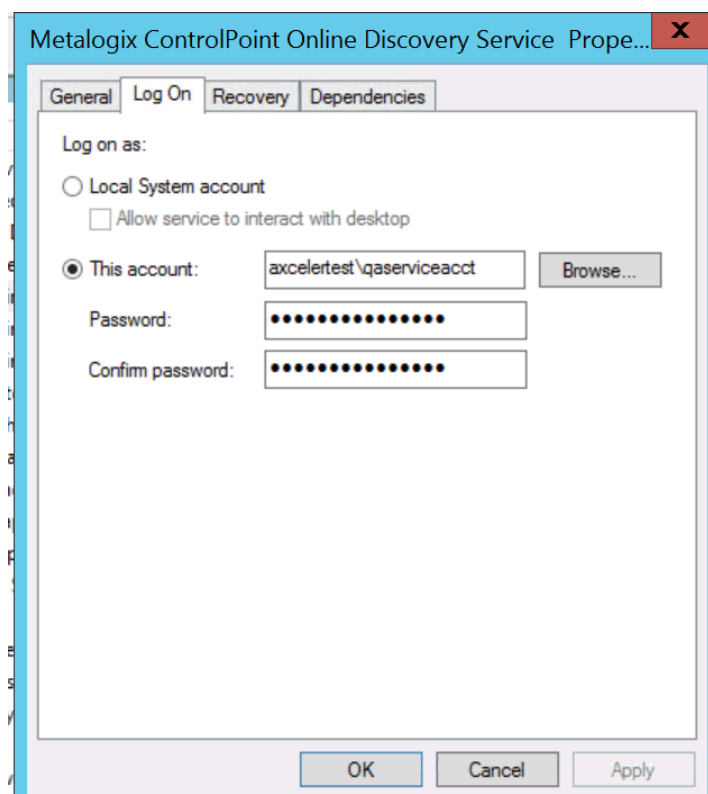 Metalogix ControlPoint Online Discovery Service Prope... X
General Log On Recovery Dependencies
Log on as:
Local System account
Allow service to interact with desktop
This account: axcelertest\qaserviceacct Browse...
Password: ●●●●●●●●●●●●●●●
Confirm password: ●●●●●●●●●●●●●●●
OK Cancel Apply